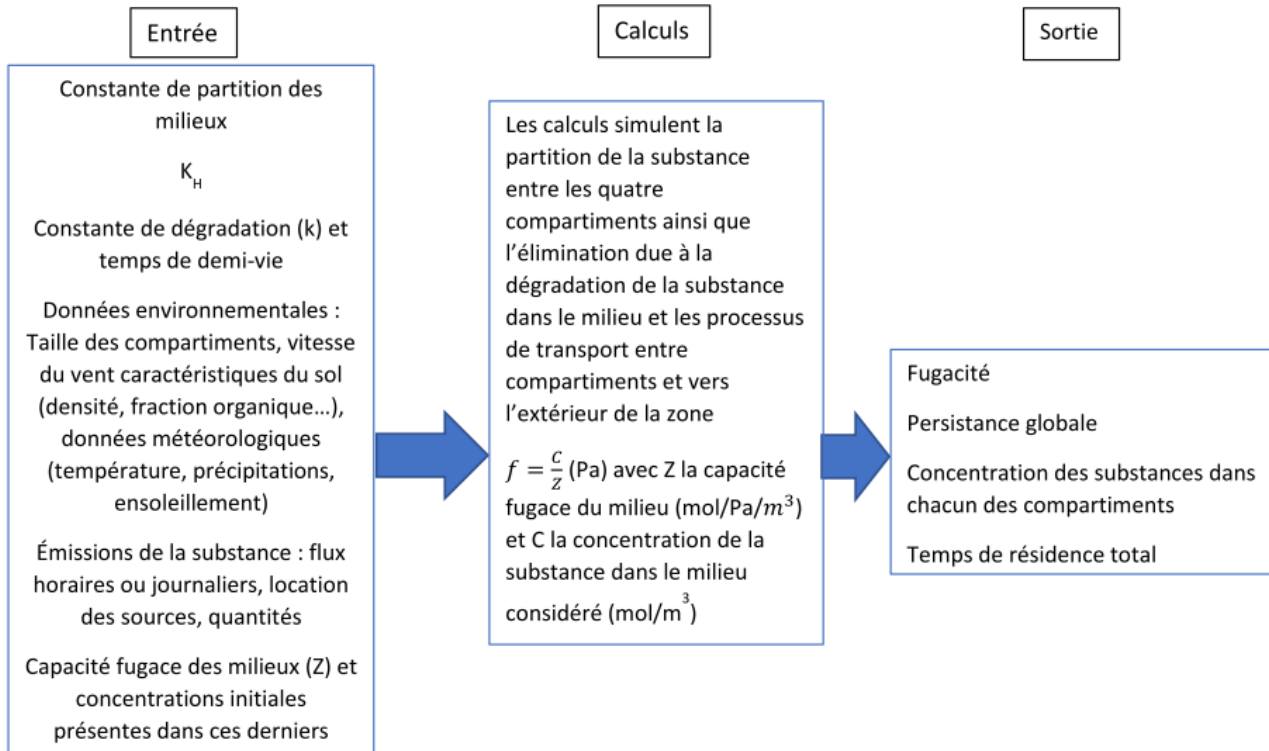 Entrée
Constante de partition des
milieux
K_H
Constante de dégradation (k) et
temps de demi-vie
Données environnementales :
Taille des compartiments, vitesse
du vent caractéristiques du sol
(densité, fraction organique...),
données météorologiques
(température, précipitations,
ensoleillement)
Émissions de la substance : flux
horaires ou journaliers, location
des sources, quantités
Capacité fugace des milieux (Z) et
concentrations initiales
présentes dans ces derniers
Calculs
Les calculs simulent la
partition de la substance
entre les quatre
compartiments ainsi que
l’élimination due à la
dégradation de la substance
dans le milieu et les processus
de transport entre
compartiments et vers
l’extérieur de la zone
f = C/Z (Pa) avec Z la capacité
fugace du milieu (mol/Pa/m³)
et C la concentration de la
substance dans le milieu
considéré (mol/m³)
Sortie
Fugacité
Persistance globale
Concentration des substances dans
chacun des compartiments
Temps de résidence total